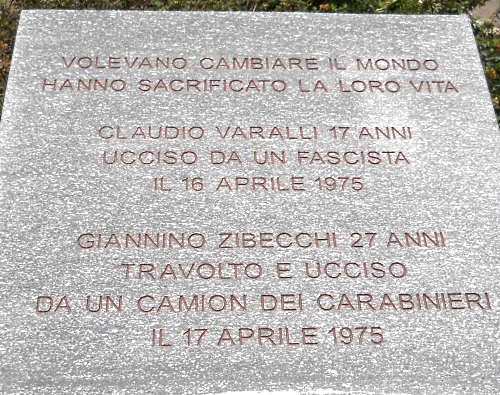 VOLEVANO CAMBIARE IL MONDO
HANNO SACRIFICATO LA LORO VITA
CLAUDIO VARALLI 17 ANNI
UCCISO DA UN FASCISTA
IL 16 APRILE 1975
GIANNINO ZIBECCHI 27 ANNI
TRAVOLTO E UCCISO
DA UN CAMION DEI CARABINIERI
IL 17 APRILE 1975